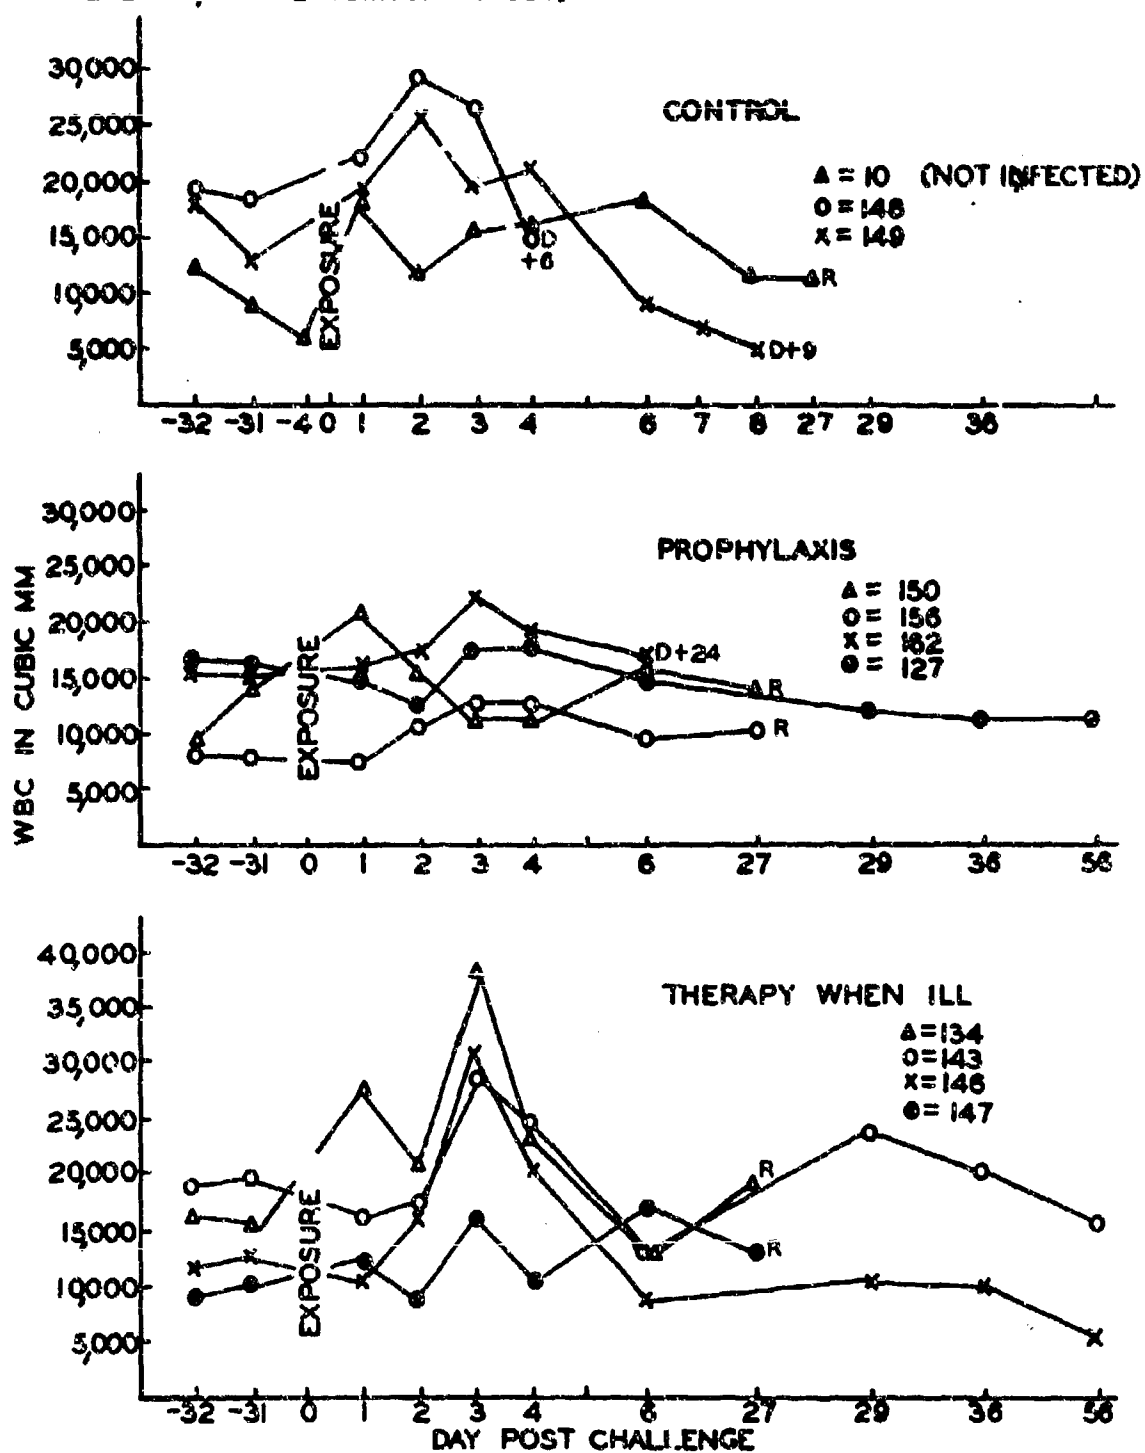 30,000
25,000
20,000
15,000
10,000
5,000
CONTROL
Δ = 10 (NOT INFECTED)
O = 148
X = 149
EXPOSURE
D
+6
R
D+9
-32 -31 -4 0 1 2 3 4 6 7 8 27 29 36
WBC IN CUBIC MM
30,000
25,000
20,000
15,000
10,000
5,000
PROPHYLAXIS
Δ = 150
O = 156
X = 162
● = 127
EXPOSURE
D+24
R
R
-32 -31 0 1 2 3 4 6 27 29 36 56
40,000
35,000
30,000
25,000
20,000
15,000
10,000
5,000
THERAPY WHEN ILL
Δ=134
O=143
X=146
●= 147
EXPOSURE
R
R
-32 -31 0 1 2 3 4 6 27 29 36 56
DAY POST CHALLENGE